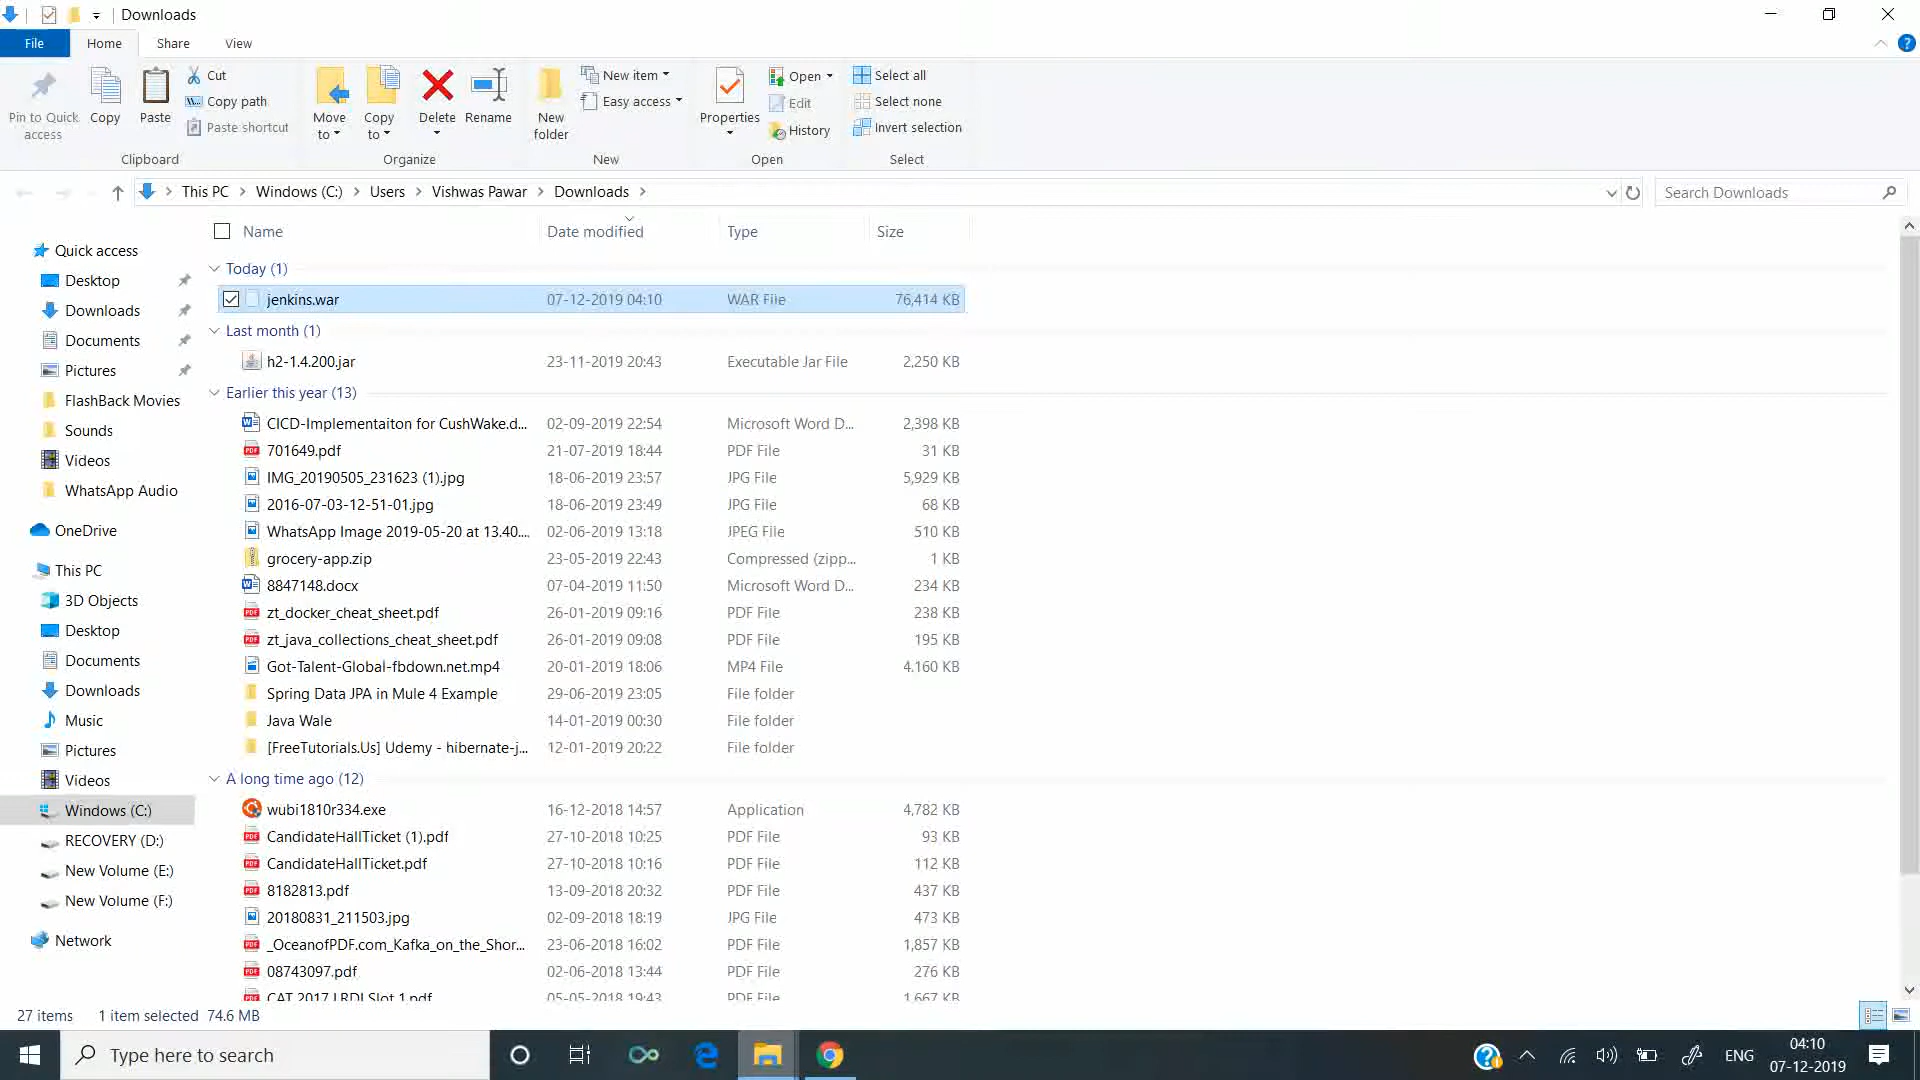 Downloads
File Home Share View
Pin to Quick access
Copy
Paste
Cut
Copy path
Paste shortcut
Move to
Copy to
Delete
Rename
New folder
New item
Easy access
Properties
Open
Edit
History
Select all
Select none
Invert selection
Clipboard Organize New Open Select
This PC Windows (C:) Users Vishwas Pawar Downloads
Search Downloads
Quick access
Desktop
Downloads
Documents
Pictures
FlashBack Movies
Sounds
Videos
WhatsApp Audio
OneDrive
This PC
3D Objects
Desktop
Documents
Downloads
Music
Pictures
Videos
Windows (C:)
RECOVERY (D:)
New Volume (E:)
New Volume (F:)
Network
Name Date modified Type Size
Today (1)
jenkins.war 07-12-2019 04:10 WAR File 76,414 KB
Last month (1)
h2-1.4.200.jar 23-11-2019 20:43 Executable Jar File 2,250 KB
Earlier this year (13)
CICD-Implementaiton for CushWake.d... 02-09-2019 22:54 Microsoft Word D... 2,398 KB
701649.pdf 21-07-2019 18:44 PDF File 31 KB
IMG_20190505_231623 (1).jpg 18-06-2019 23:57 JPG File 5,929 KB
2016-07-03-12-51-01.jpg 18-06-2019 23:49 JPG File 68 KB
WhatsApp Image 2019-05-20 at 13.40.... 02-06-2019 13:18 JPEG File 510 KB
grocery-app.zip 23-05-2019 22:43 Compressed (zipp... 1 KB
8847148.docx 07-04-2019 11:50 Microsoft Word D... 234 KB
zt_docker_cheat_sheet.pdf 26-01-2019 09:16 PDF File 238 KB
zt_java_collections_cheat_sheet.pdf 26-01-2019 09:08 PDF File 195 KB
Got-Talent-Global-fbdown.net.mp4 20-01-2019 18:06 MP4 File 4,160 KB
Spring Data JPA in Mule 4 Example 29-06-2019 23:05 File folder
Java Wale 14-01-2019 00:30 File folder
[FreeTutorials.Us] Udemy - hibernate-j... 12-01-2019 20:22 File folder
A long time ago (12)
wubi1810r334.exe 16-12-2018 14:57 Application 4,782 KB
CandidateHallTicket (1).pdf 27-10-2018 10:25 PDF File 93 KB
CandidateHallTicket.pdf 27-10-2018 10:16 PDF File 112 KB
8182813.pdf 13-09-2018 20:32 PDF File 437 KB
20180831_211503.jpg 02-09-2018 18:19 JPG File 473 KB
_OceanofPDF.com_Kafka_on_the_Shor... 23-06-2018 16:02 PDF File 1,857 KB
08743097.pdf 02-06-2018 13:44 PDF File 276 KB
CAT 2017 LRDI Slot 1.pdf 05-05-2018 19:43 PDF File 1,667 KB
27 items 1 item selected 74.6 MB
Type here to search
ENG
04:10
07-12-2019